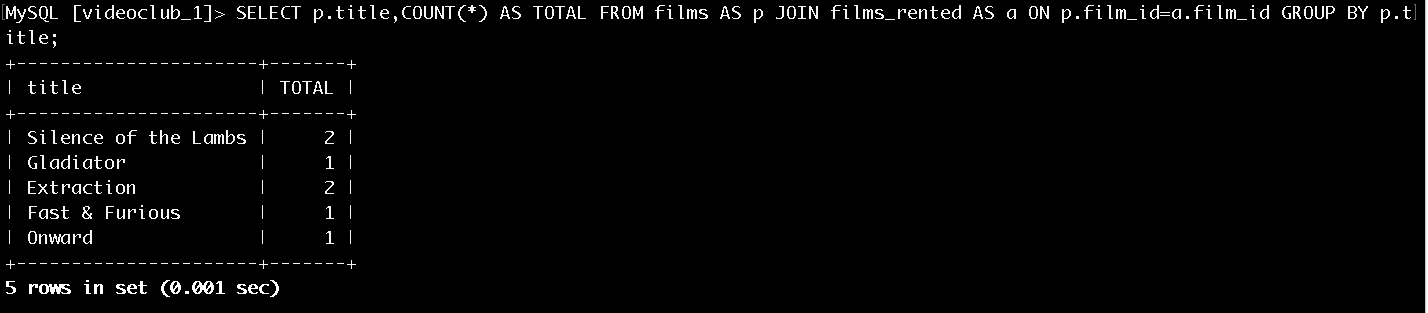 [MySQL [videoclub_1]> SELECT p.title,COUNT(*) AS TOTAL FROM films AS p JOIN films_rented AS a ON p.film_id=a.film_id GROUP BY p.t]
itle;
+----------------------+-------+
| title                | TOTAL |
+----------------------+-------+
| Silence of the Lambs |     2 |
| Gladiator            |     1 |
| Extraction           |     2 |
| Fast & Furious       |     1 |
| Onward               |     1 |
+----------------------+-------+
5 rows in set (0.001 sec)